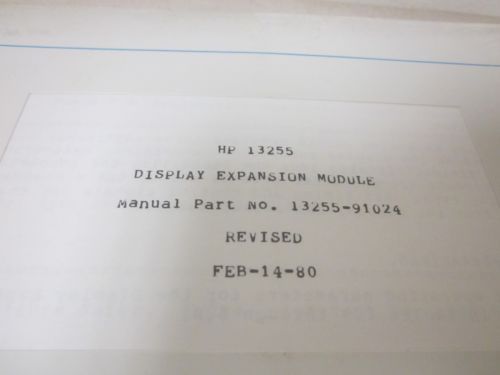 HP 13255
DISPLAY EXPANSION MODULE
Manual Part No. 13255-91024
REVISED
FEB-14-80